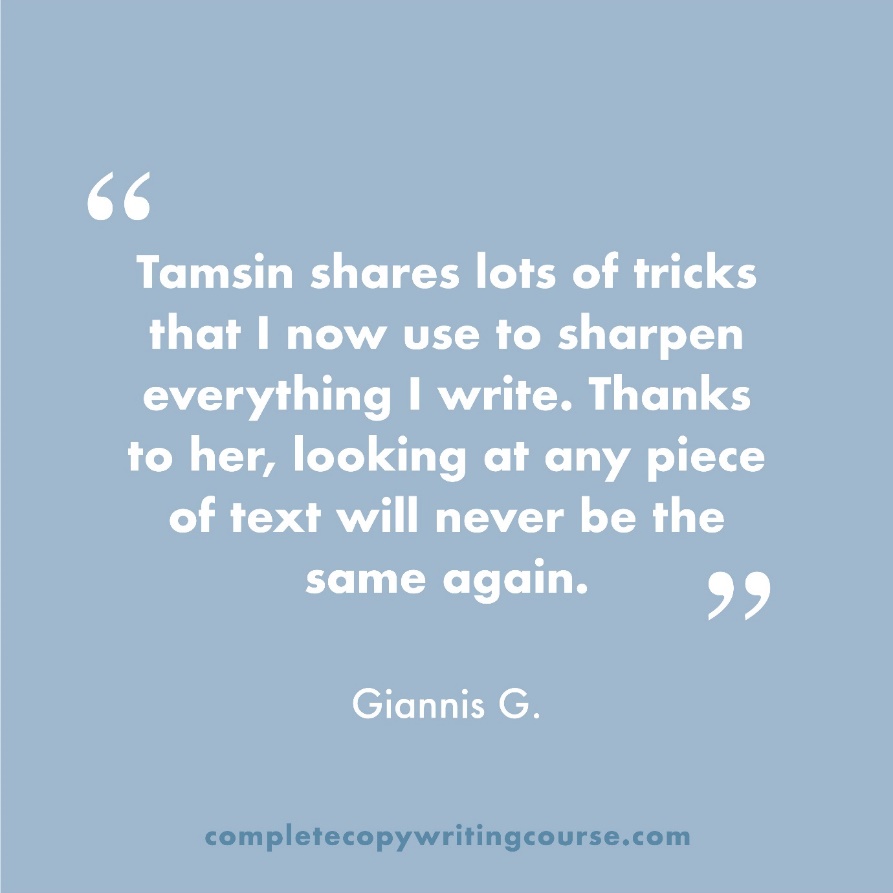 “
Tamsin shares lots of tricks
that I now use to sharpen
everything I write. Thanks
to her, looking at any piece
of text will never be the
same again.
”
Giannis G.
completecopywritingcourse.com